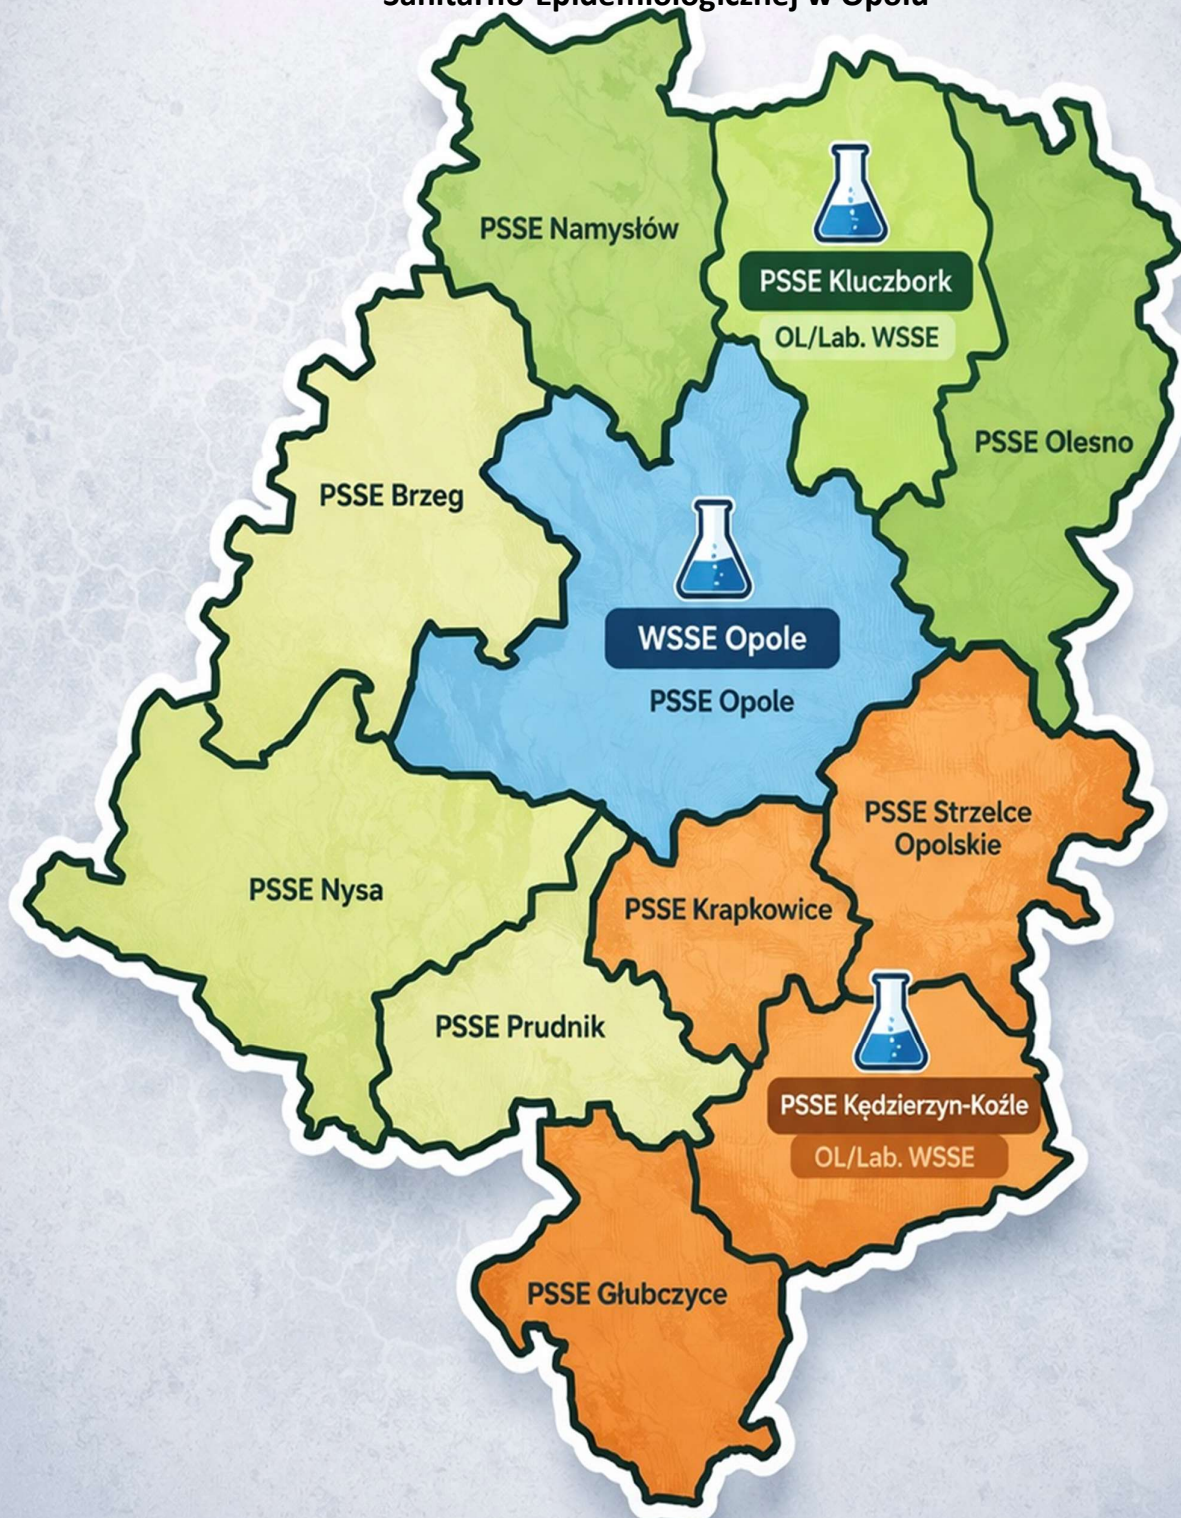 Sanitarno-Epidemiologicznej w Opolu
PSSE Namysłów
PSSE Kluczbork
OL/Lab. WSSE
PSSE Olesno
PSSE Brzeg
WSSE Opole
PSSE Opole
PSSE Strzelce
Opolskie
PSSE Nysa
PSSE Krapkowice
PSSE Prudnik
PSSE Kędzierzyn-Koźle
OL/Lab. WSSE
PSSE Głubczyce